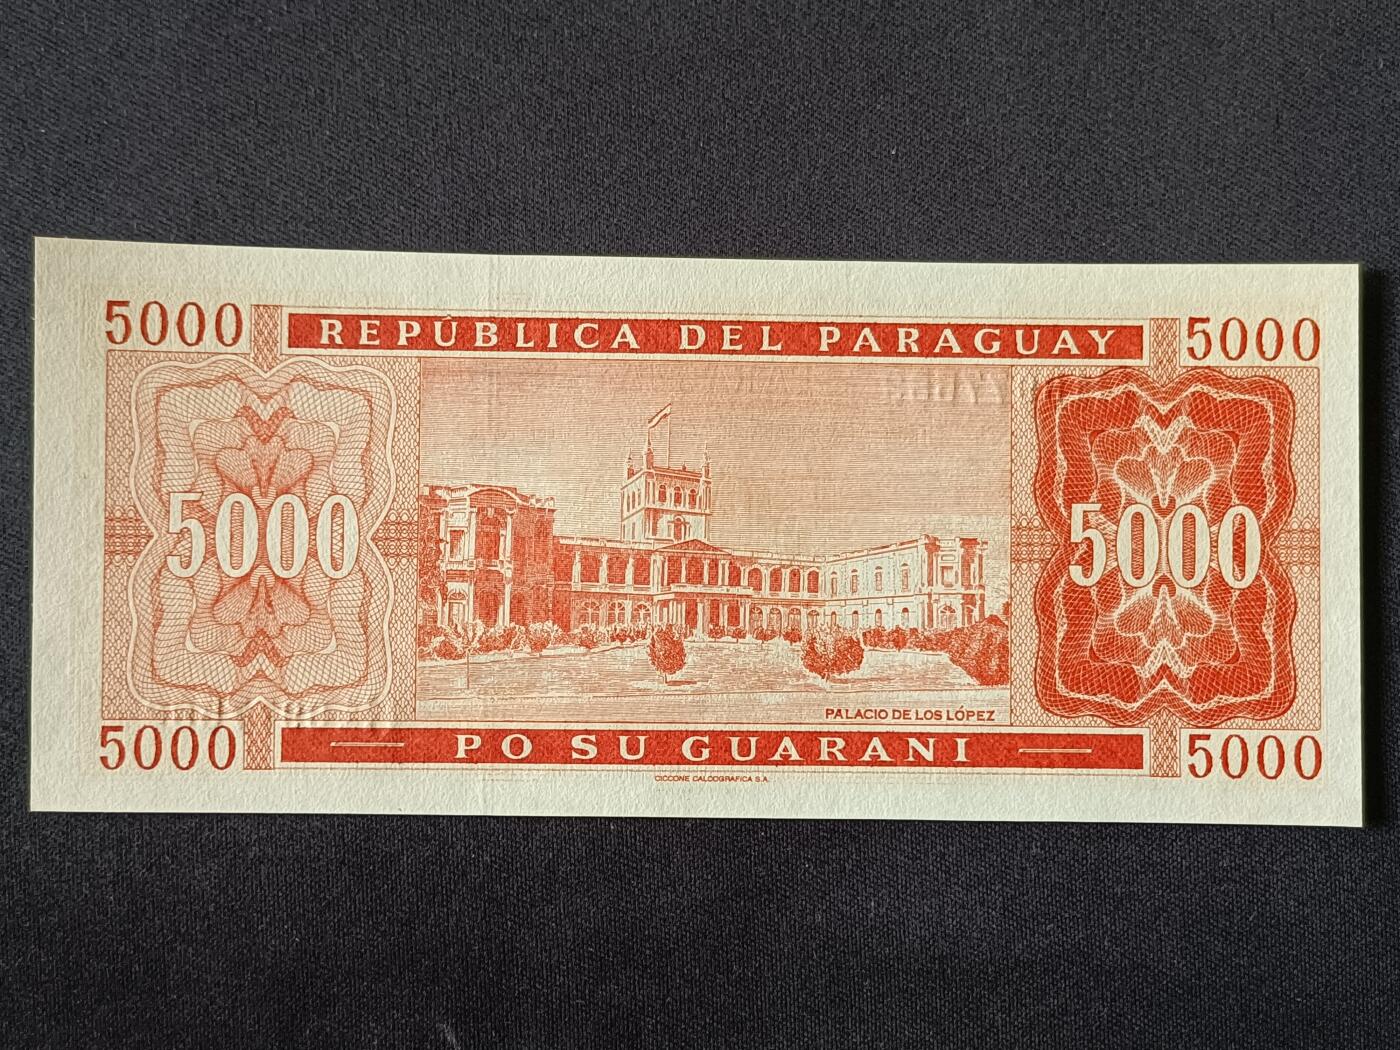 5000 REPÚBLICA DEL PARAGUAY 5000
5000 5000
PALACIO DE LOS LÓPEZ
5000 PO SU GUARANI 5000
CICCONE CALCOGRAFICA S.A.